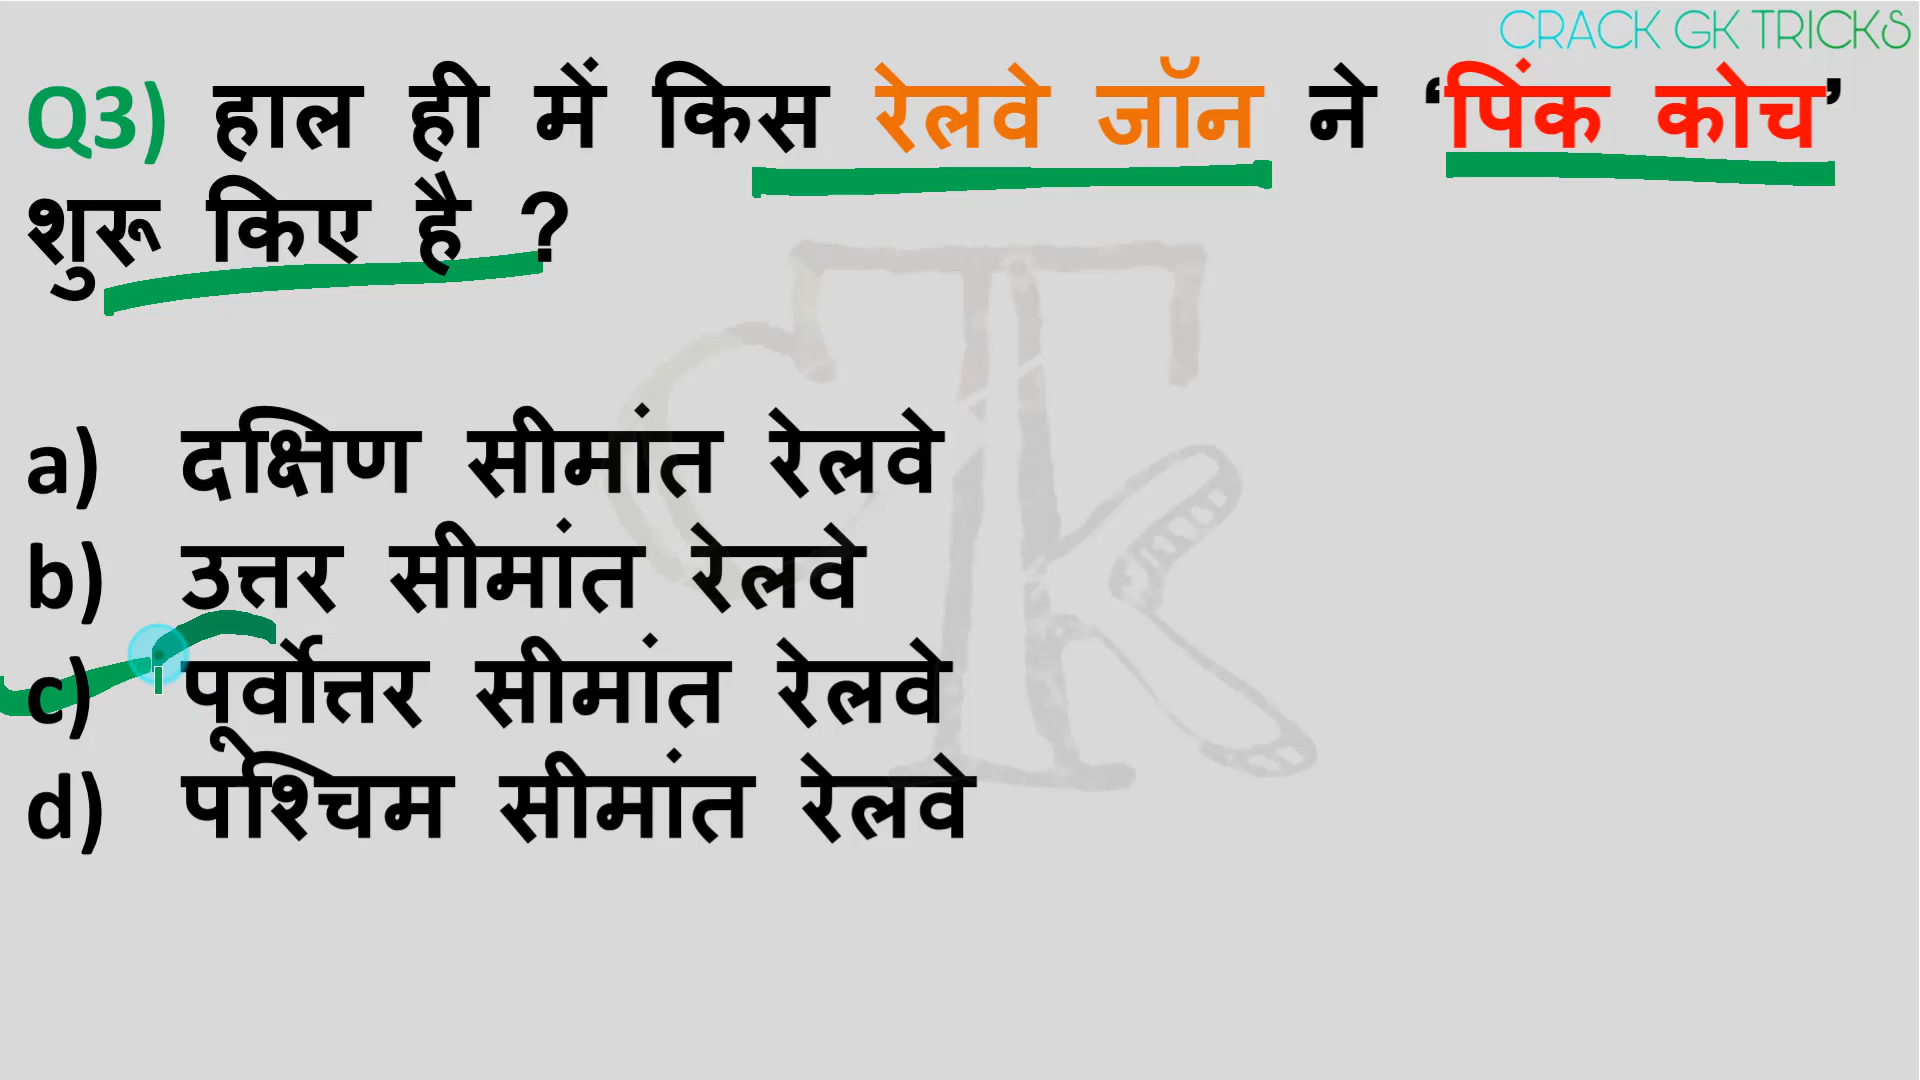 CRACK GK TRICKS
Q3) हाल ही में किस रेलवे जॉन ने ‘पिंक कोच’
शुरू किए है ?
a) दक्षिण सीमांत रेलवे
b) उत्तर सीमांत रेलवे
c) पूर्वोत्तर सीमांत रेलवे
d) पश्चिम सीमांत रेलवे